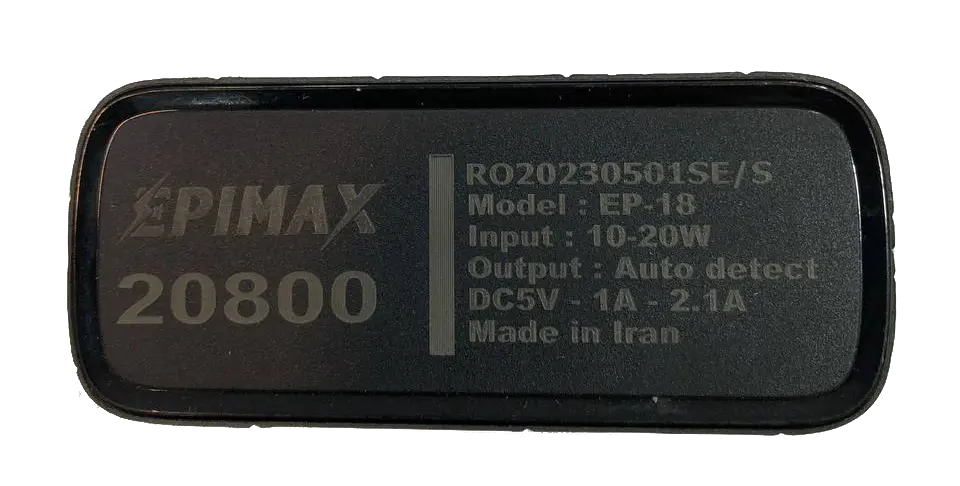 EPIMAX
20800
RO20230501SE/S
Model : EP-18
Input : 10-20W
Output : Auto detect
DC5V - 1A - 2.1A
Made in Iran